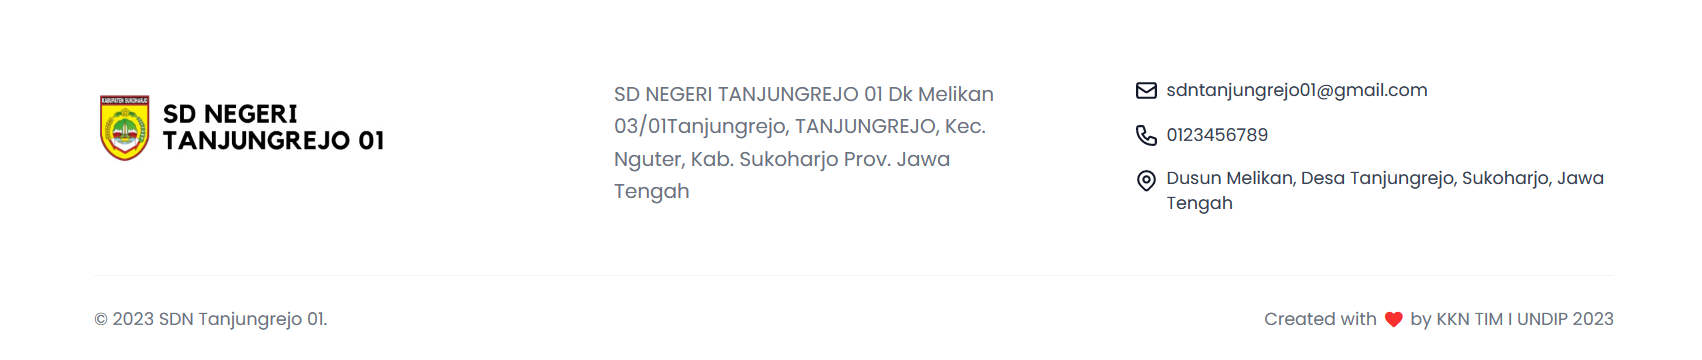 KABUPATEN SUKOHARJO
SD NEGERI
TANJUNGREJO 01
SD NEGERI TANJUNGREJO 01 Dk Melikan
03/01Tanjungrejo, TANJUNGREJO, Kec.
Nguter, Kab. Sukoharjo Prov. Jawa
Tengah
sdntanjungrejo01@gmail.com
0123456789
Dusun Melikan, Desa Tanjungrejo, Sukoharjo, Jawa
Tengah
© 2023 SDN Tanjungrejo 01.
Created with ❤ by KKN TIM I UNDIP 2023